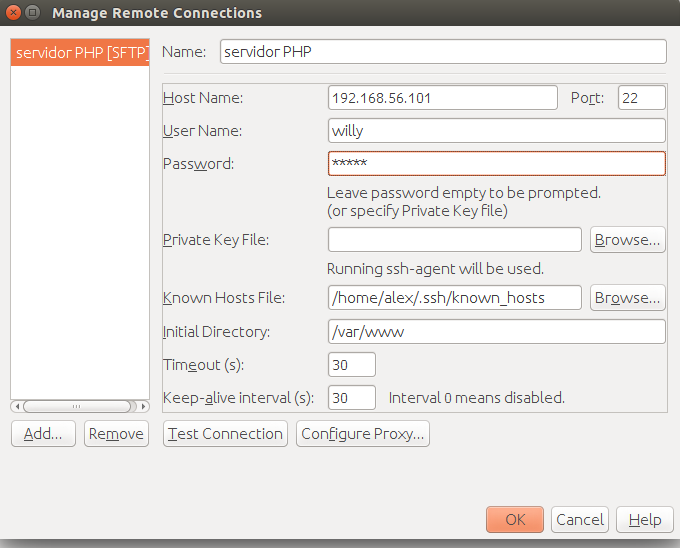 Manage Remote Connections
servidor PHP [SFTP]
Name: servidor PHP
Host Name: 192.168.56.101 Port: 22
User Name: willy
Password: *****
Leave password empty to be prompted.
(or specify Private Key file)
Private Key File: Browse...
Running ssh-agent will be used.
Known Hosts File: /home/alex/.ssh/known_hosts Browse...
Initial Directory: /var/www
Timeout (s): 30
Keep-alive interval (s): 30 Interval 0 means disabled.
Add... Remove Test Connection Configure Proxy...
OK Cancel Help